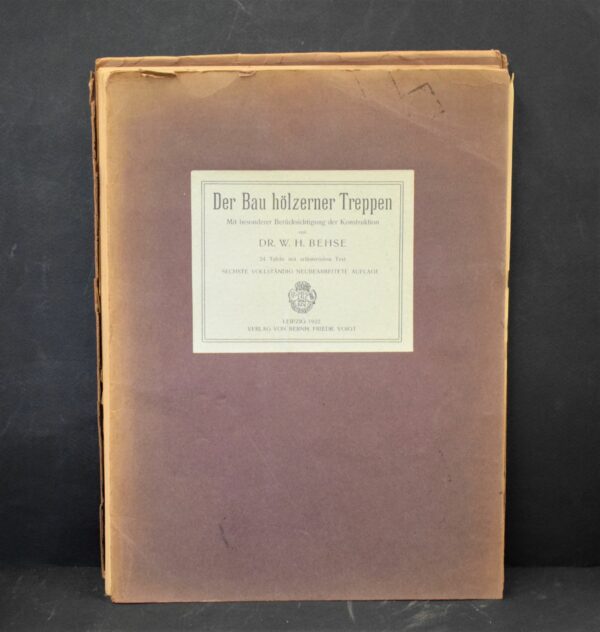 Der Bau hölzerner Treppen
Mit besonderer Berücksichtigung der Konstruktion
von
DR. W. H. BEHSE
24 Tafeln mit erläuterndem Text
SECHSTE VOLLSTÄNDIG NEUBEARBEITETE AUFLAGE
LEIPZIG
VERLAG VON BERNH. FRIEDR. VOIGT